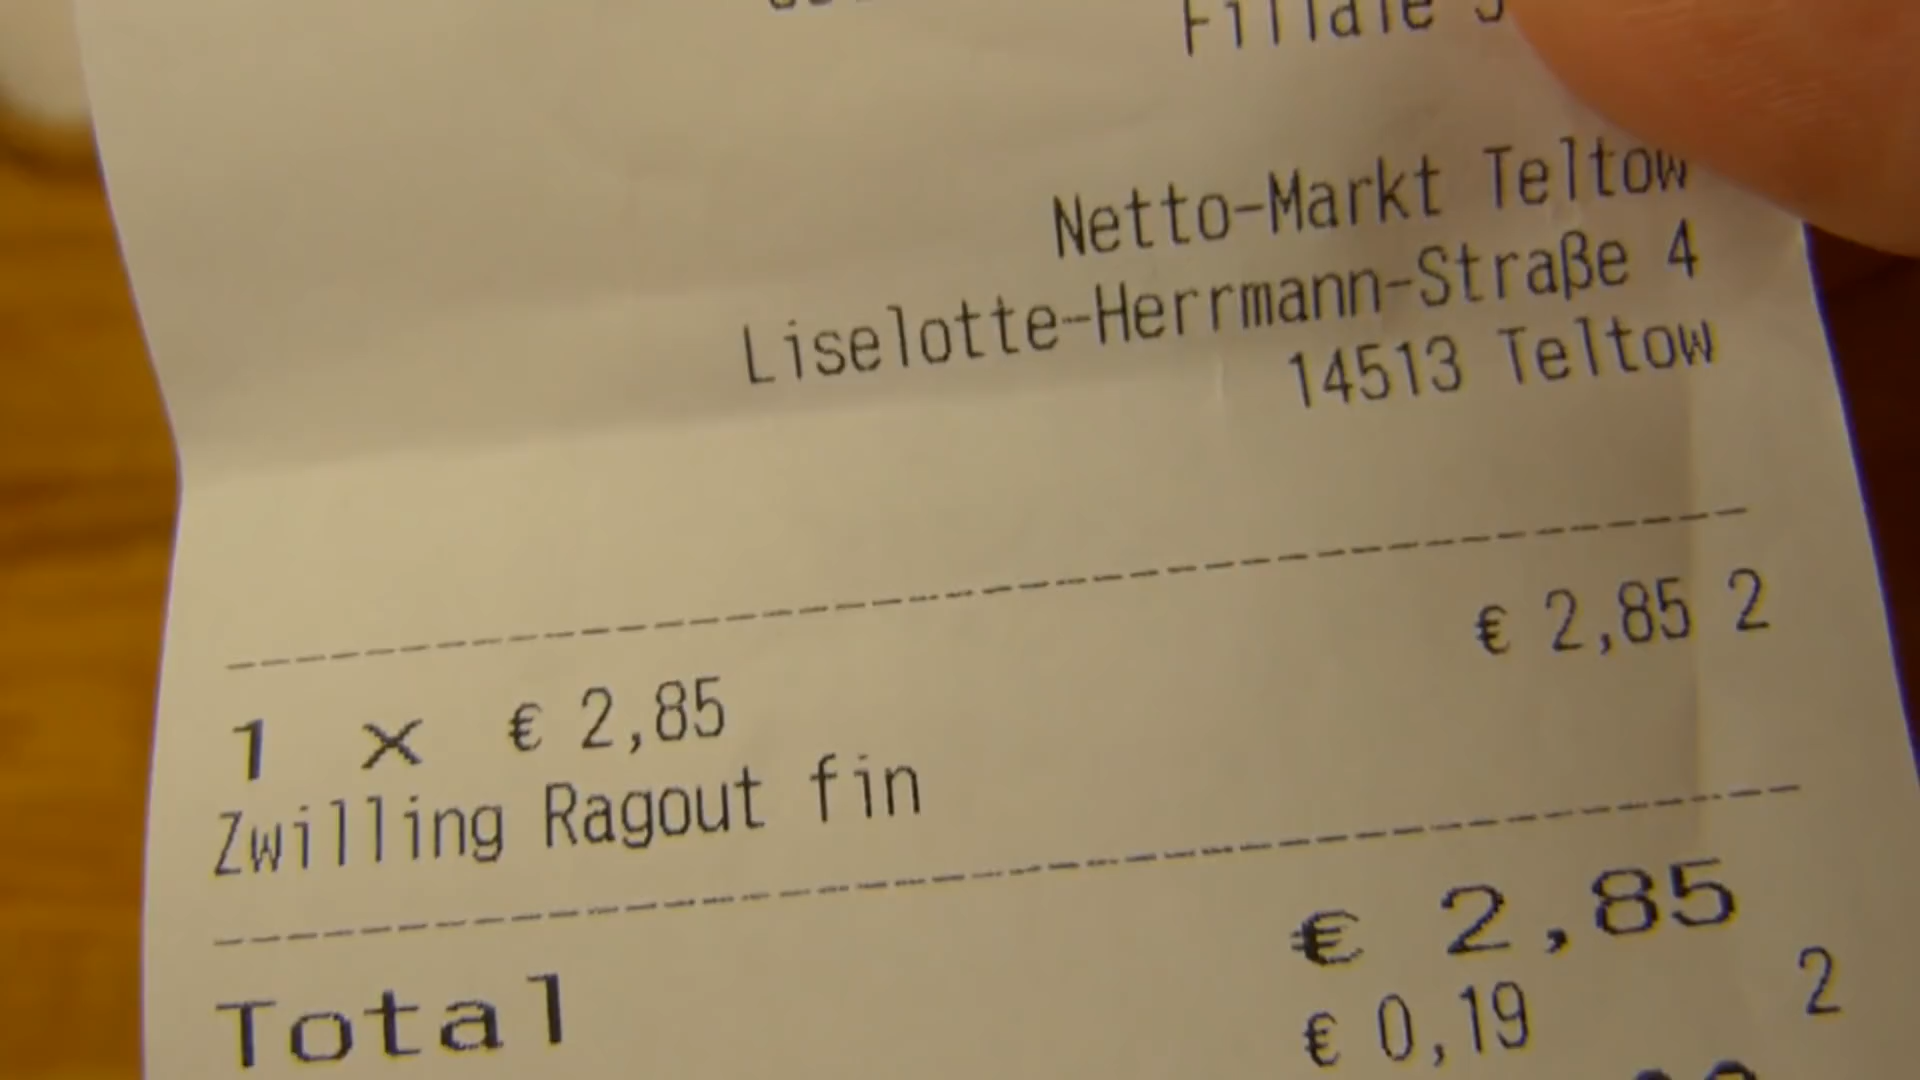 Filiale
Netto-Markt Teltow
Liselotte-Herrmann-Straße 4
14513 Teltow
€ 2,85 2
1 x € 2,85
Zwilling Ragout fin
€ 2,85
Total
€ 0,19 2